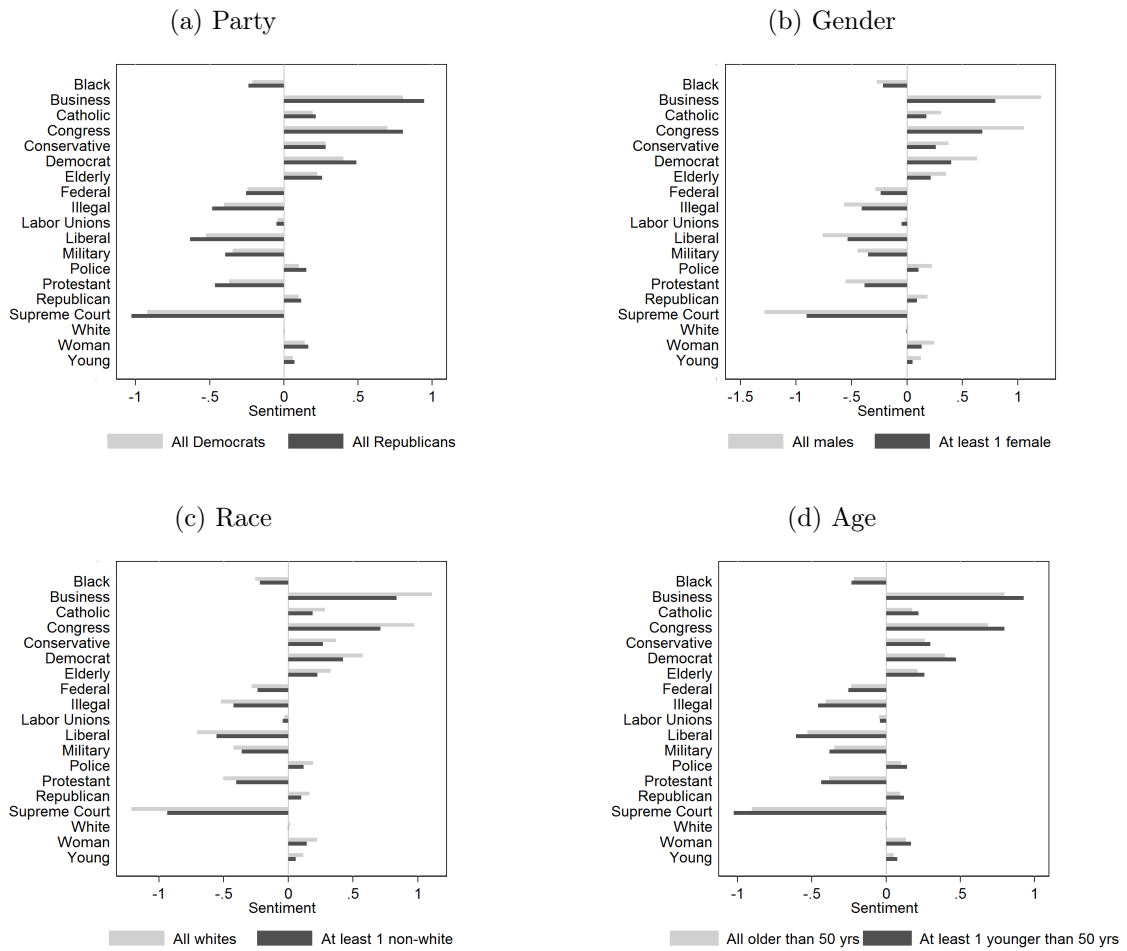 (a) Party
Black
Business
Catholic
Congress
Conservative
Democrat
Elderly
Federal
Illegal
Labor Unions
Liberal
Military
Police
Protestant
Republican
Supreme Court
White
Woman
Young
-1 -.5 0 .5 1
Sentiment
All Democrats All Republicans
(b) Gender
Black
Business
Catholic
Congress
Conservative
Democrat
Elderly
Federal
Illegal
Labor Unions
Liberal
Military
Police
Protestant
Republican
Supreme Court
White
Woman
Young
-1.5 -1 -.5 0 .5 1
Sentiment
All males At least 1 female
(c) Race
Black
Business
Catholic
Congress
Conservative
Democrat
Elderly
Federal
Illegal
Labor Unions
Liberal
Military
Police
Protestant
Republican
Supreme Court
White
Woman
Young
-1 -.5 0 .5 1
Sentiment
All whites At least 1 non-white
(d) Age
Black
Business
Catholic
Congress
Conservative
Democrat
Elderly
Federal
Illegal
Labor Unions
Liberal
Military
Police
Protestant
Republican
Supreme Court
White
Woman
Young
-1 -.5 0 .5 1
Sentiment
All older than 50 yrs At least 1 younger than 50 yrs